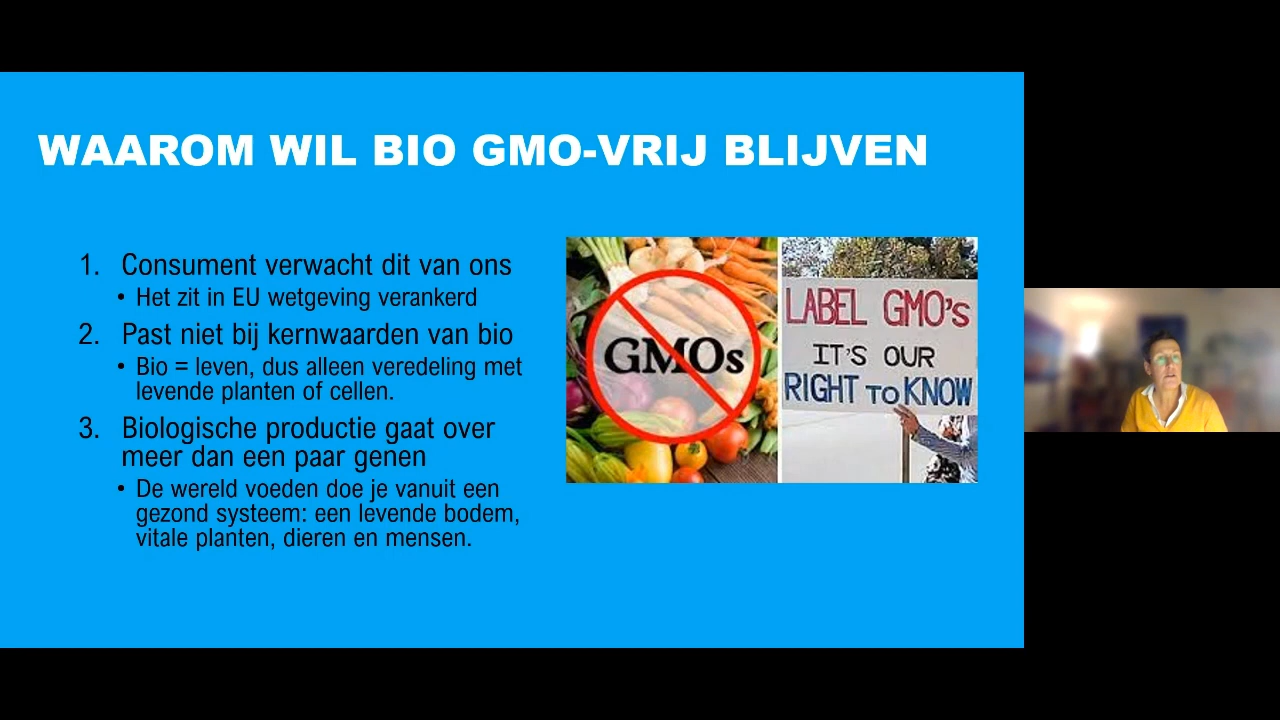 WAAROM WIL BIO GMO-VRIJ BLIJVEN
1. Consument verwacht dit van ons
• Het zit in EU wetgeving verankerd
2. Past niet bij kernwaarden van bio
• Bio = leven, dus alleen veredeling met
levende planten of cellen.
3. Biologische productie gaat over
meer dan een paar genen
• De wereld voeden doe je vanuit een
gezond systeem: een levende bodem,
vitale planten, dieren en mensen.
GMOs
LABEL GMO's
IT'S OUR
RIGHT TO KNOW